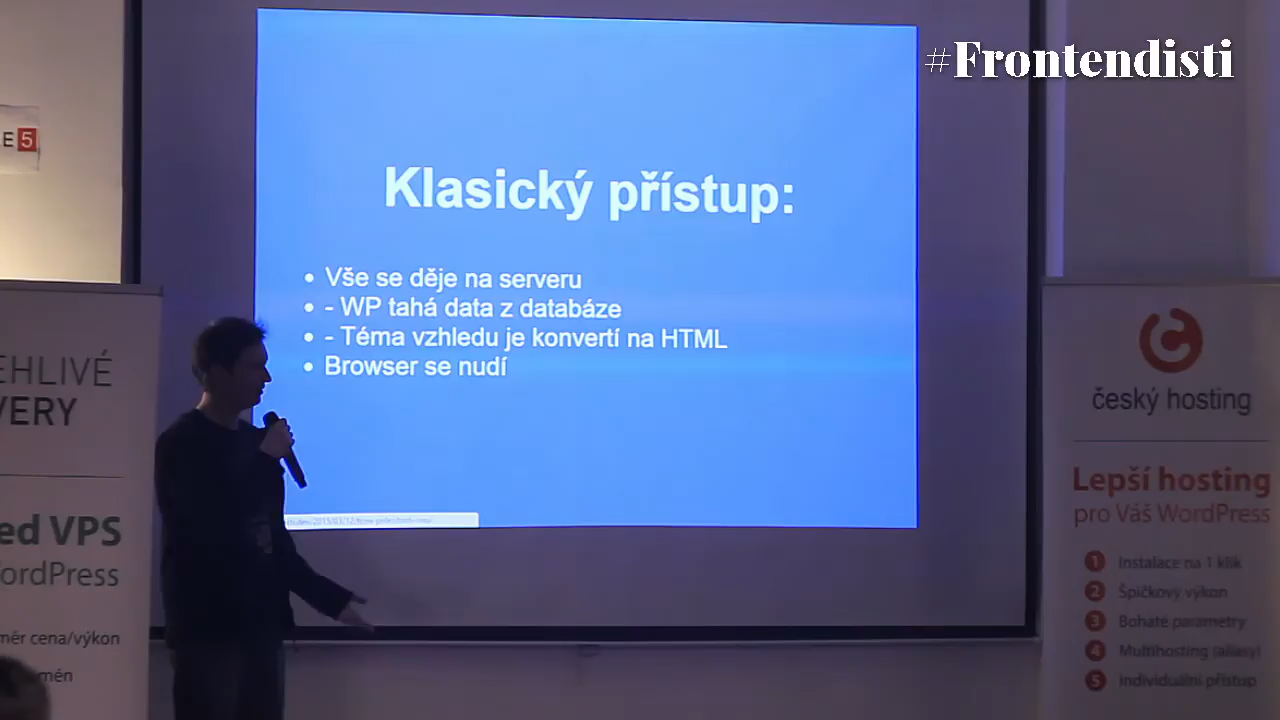 #Frontendisti
E5
Klasický přístup:
• Vše se děje na serveru
• - WP tahá data z databáze
• - Téma vzhledu je konvertí na HTML
• Browser se nudí
EHLIVÉ
VERY
ed VPS
ordPress
měr cena/výkon
mén
český hosting
Lepší hosting
pro Váš WordPress
1 Instalace na 1 klik
2 Špičkový výkon
3 Bohaté parametry
4 Multihosting (aliasy)
5 Individuální přístup